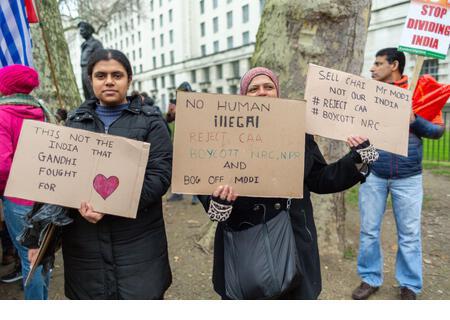 THIS IS
NOT THE
INDIA THAT
GANDHI
FOUGHT
FOR
NO HUMAN
illEGAl
REJECT CAA
BOYCOTT NRC, NPR
AND
BOG OFF MODI
SELL CHAI MR MODI
NOT OUR INDIA
# REJECT CAA
# BOYCOTT NRC
STOP
DIVIDING
INDIA